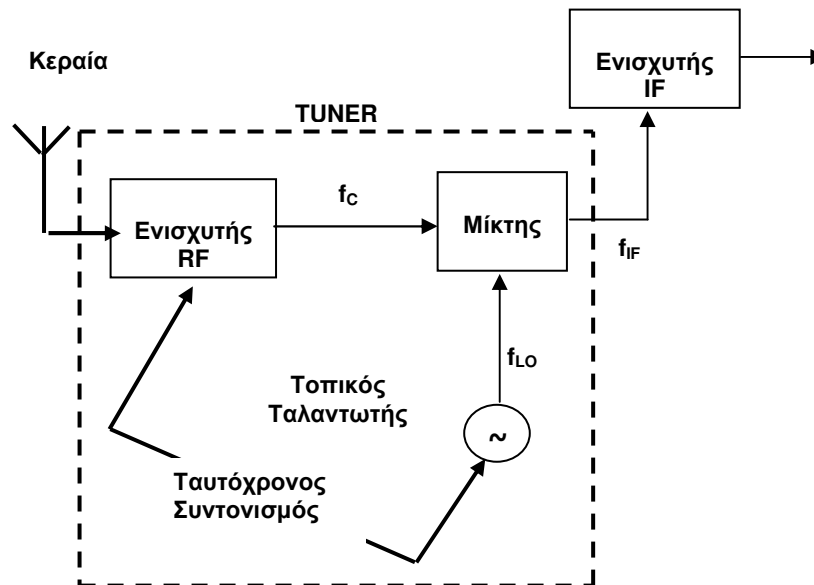 Κεραία
Ενισχυτής
IF
TUNER
Ενισχυτής
RF
f_C
Μίκτης
f_IF
f_LO
Τοπικός
Ταλαντωτής
~
Ταυτόχρονος
Συντονισμός